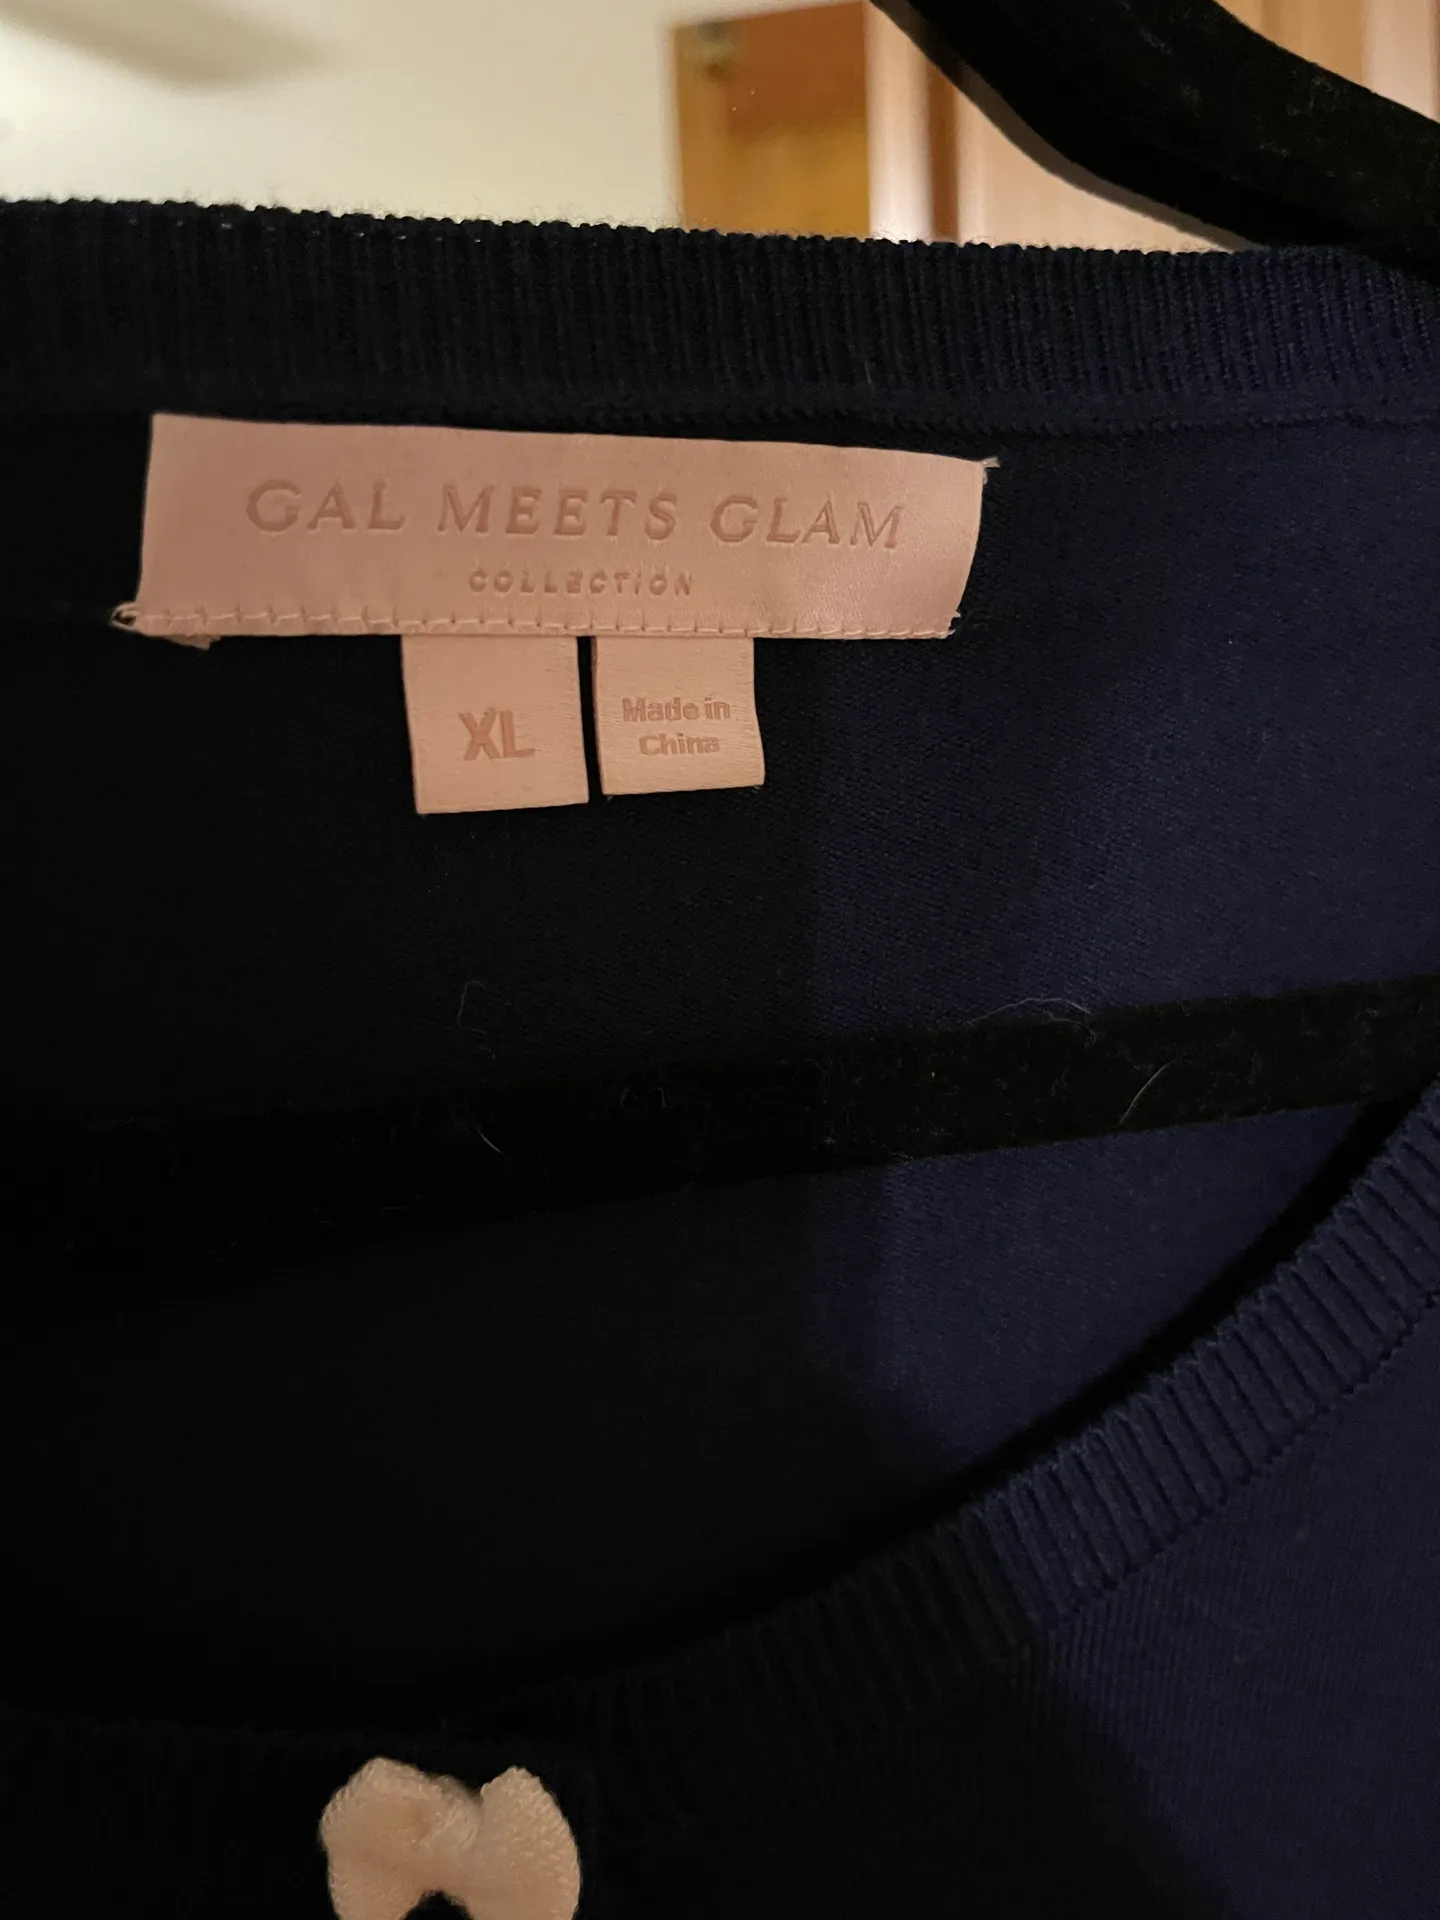 GAL MEETS GLAM
COLLECTION
XL
Made in
China